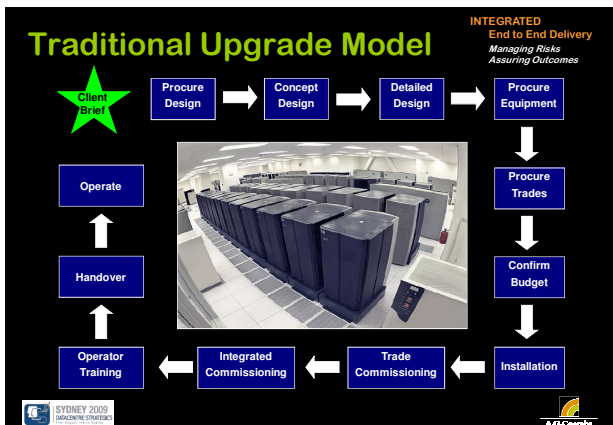 Traditional Upgrade Model
INTEGRATED
End to End Delivery
Managing Risks
Assuring Outcomes
Client
Brief
Procure
Design
Concept
Design
Detailed
Design
Procure
Equipment
Procure
Trades
Confirm
Budget
Installation
Trade
Commissioning
Integrated
Commissioning
Operator
Training
Handover
Operate
SYDNEY 2009
DATACENTRE STRATEGICS